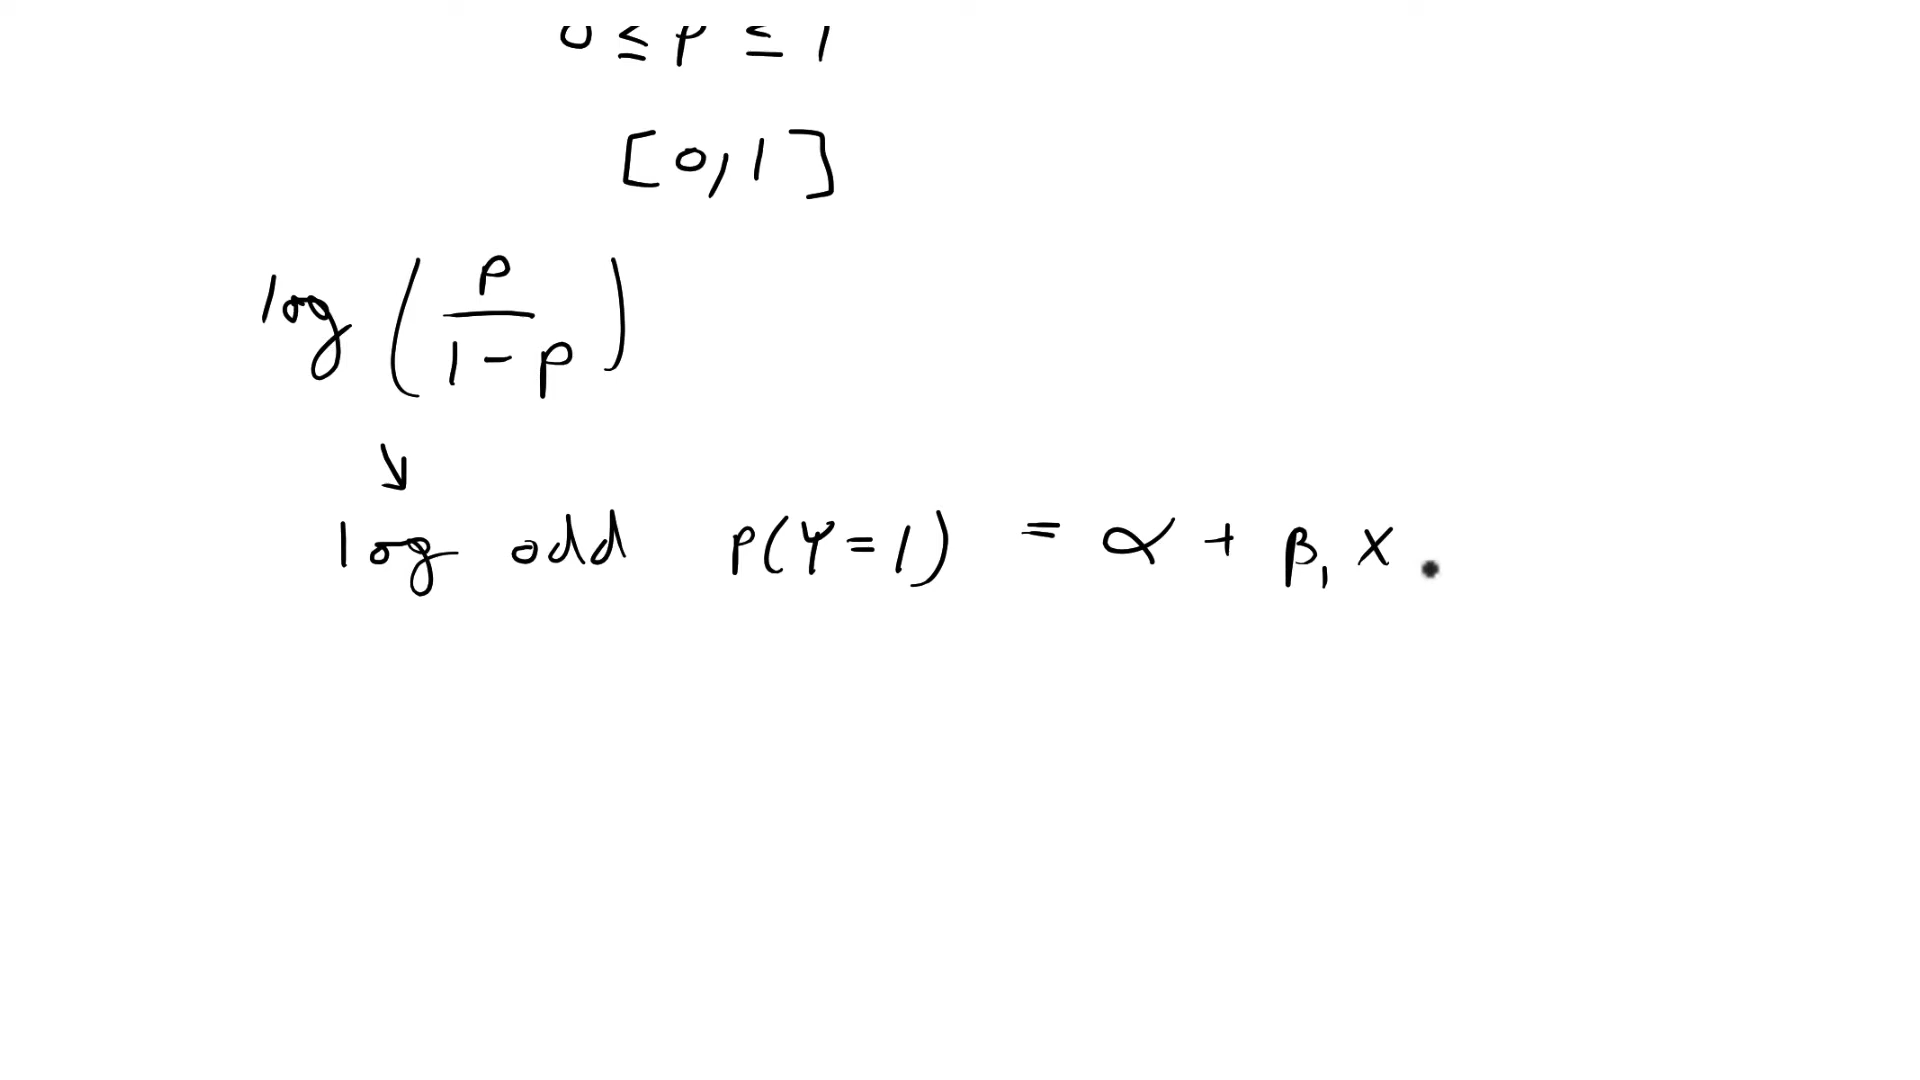 0 ≤ p ≤ 1
[0,1]
log (p/1-p)
↓
log odd p(Y=1) = α + β₁ x